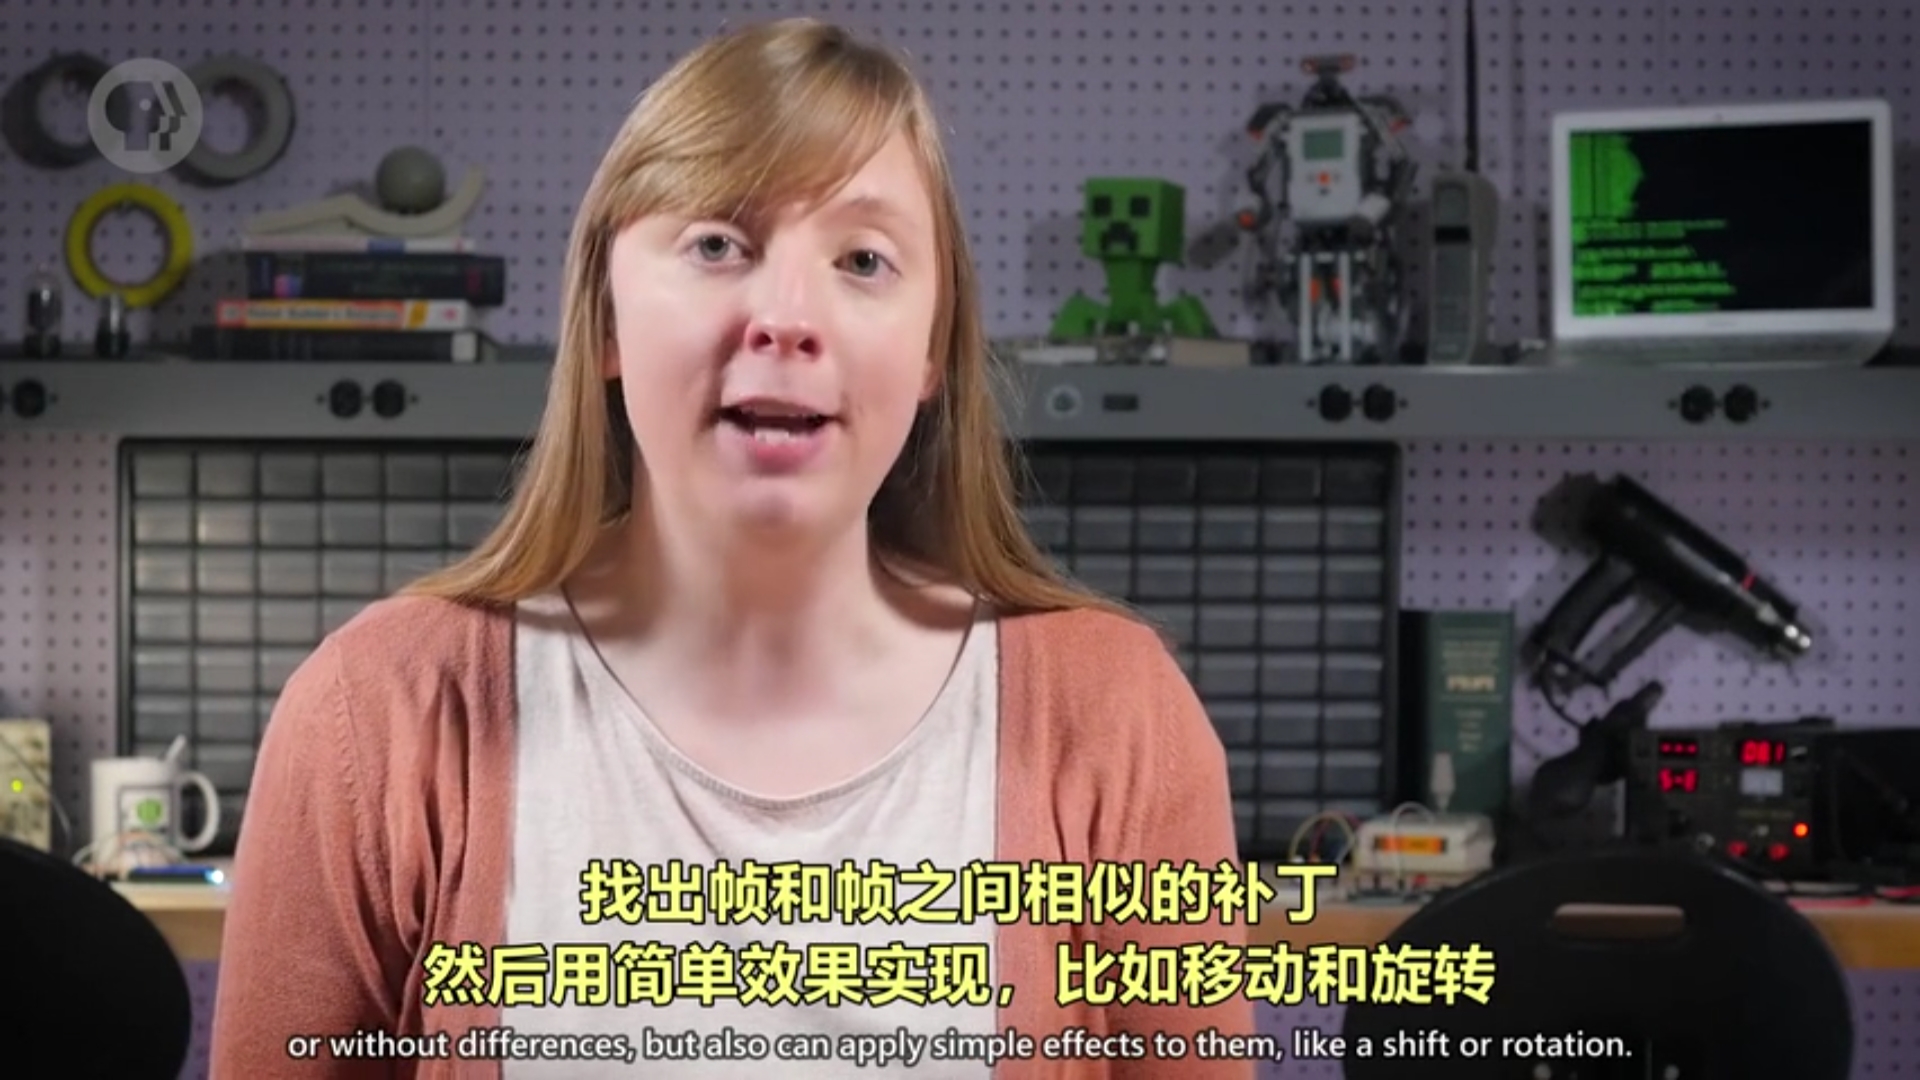 找出帧和帧之间相似的补丁
然后用简单效果实现，比如移动和旋转
or without differences, but also can apply simple effects to them, like a shift or rotation.